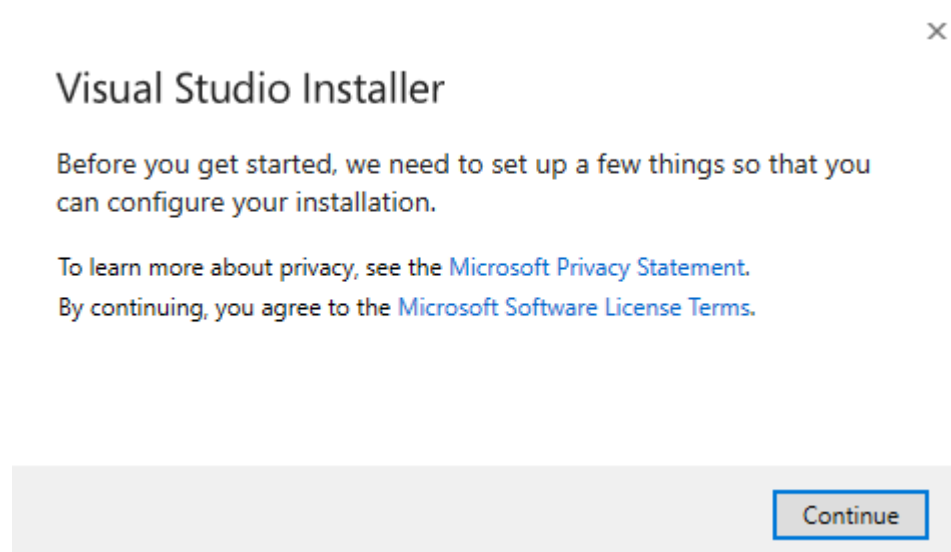 Visual Studio Installer
Before you get started, we need to set up a few things so that you
can configure your installation.
To learn more about privacy, see the Microsoft Privacy Statement.
By continuing, you agree to the Microsoft Software License Terms.
Continue